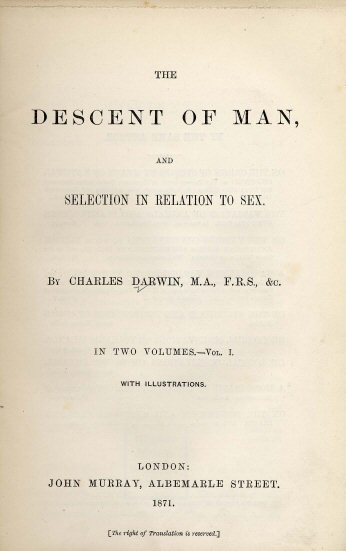 THE
DESCENT OF MAN,
AND
SELECTION IN RELATION TO SEX.
BY CHARLES DARWIN, M.A., F.R.S., &c.
IN TWO VOLUMES.—VOL. I.
WITH ILLUSTRATIONS.
LONDON:
JOHN MURRAY, ALBEMARLE STREET.
1871.
[The right of Translation is reserved.]